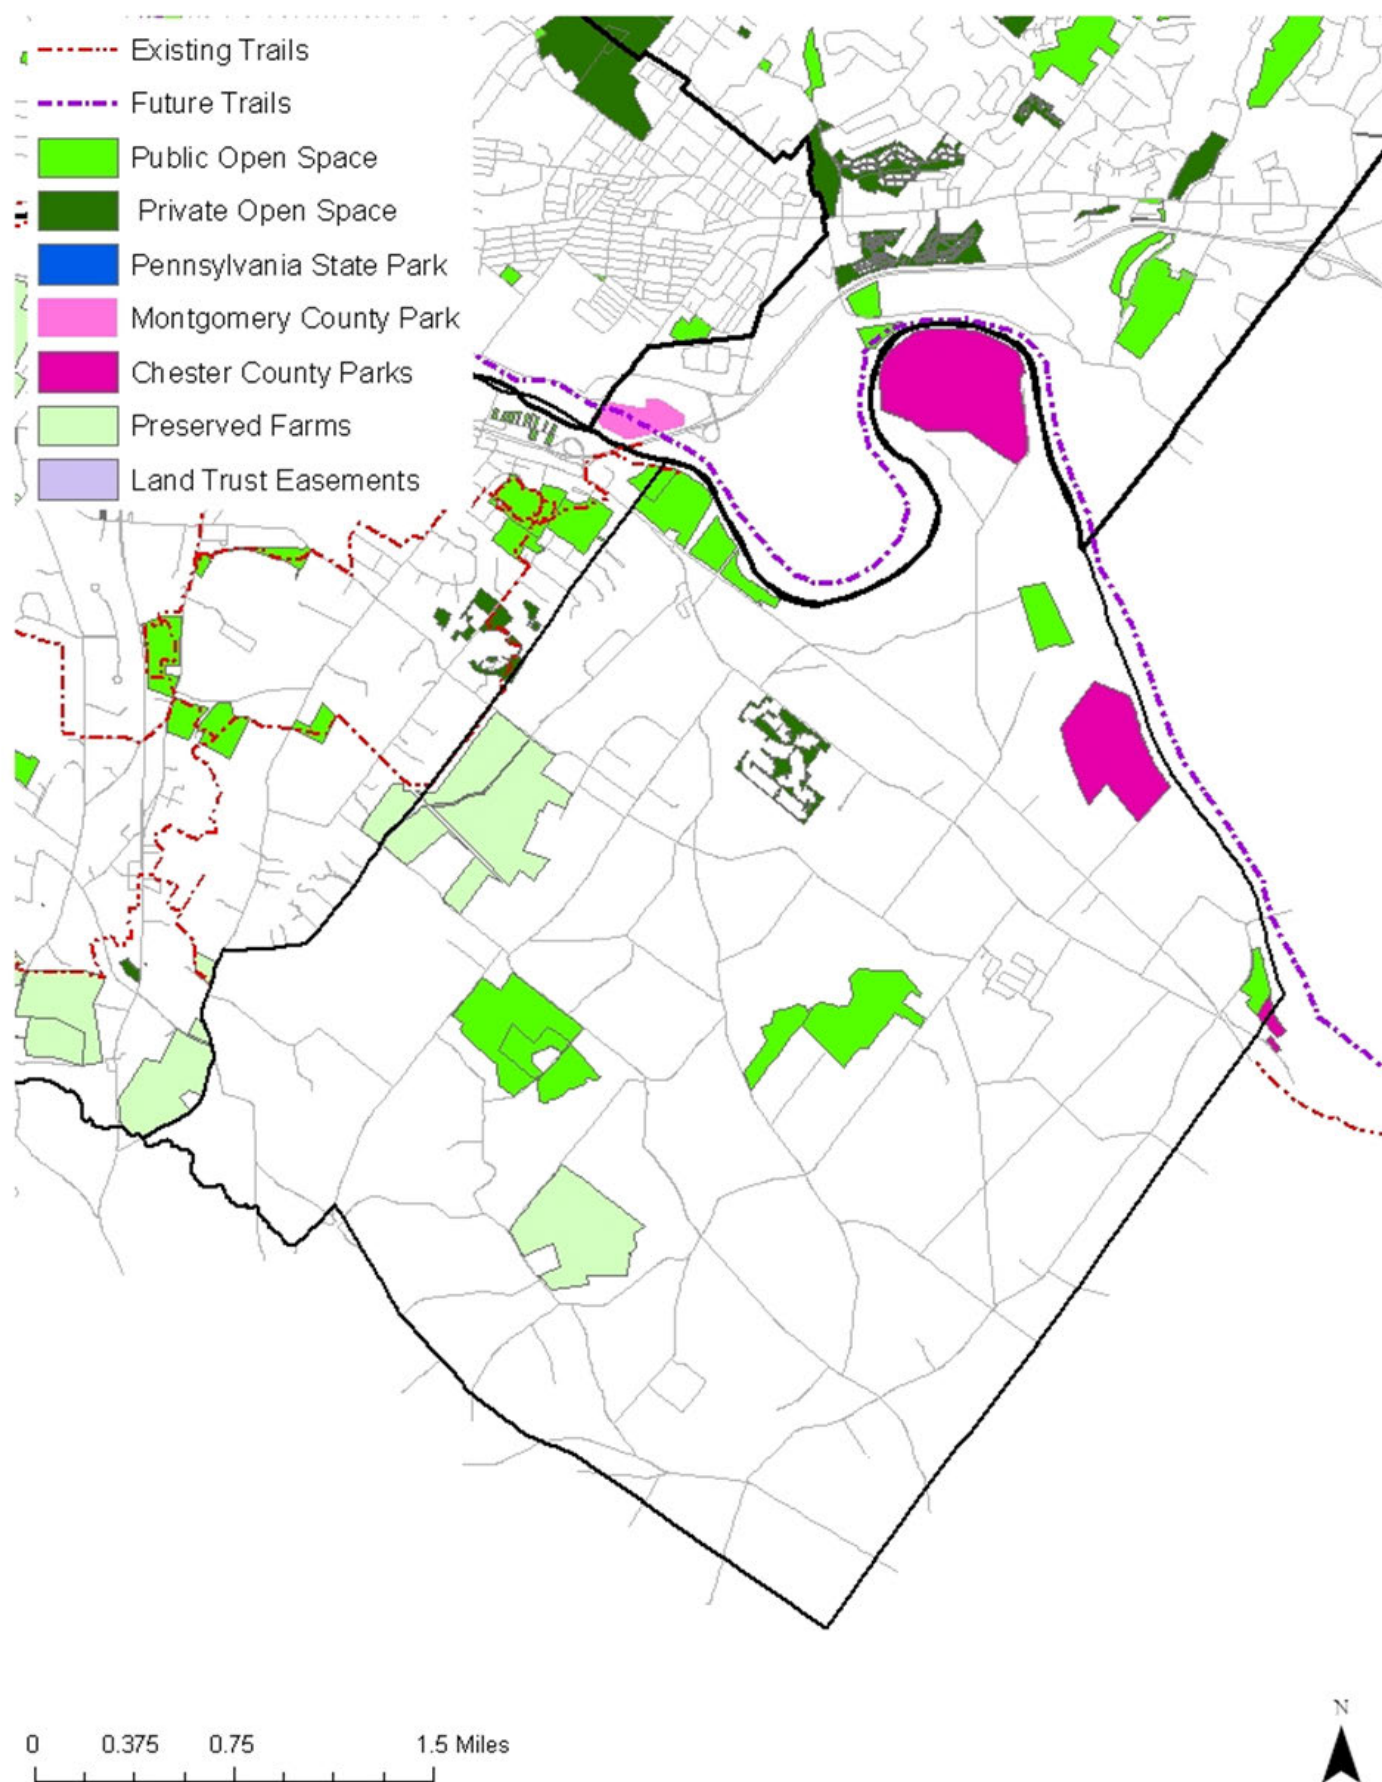 Existing Trails
Future Trails
Public Open Space
Private Open Space
Pennsylvania State Park
Montgomery County Park
Chester County Parks
Preserved Farms
Land Trust Easements
N
0 0.375 0.75 1.5 Miles